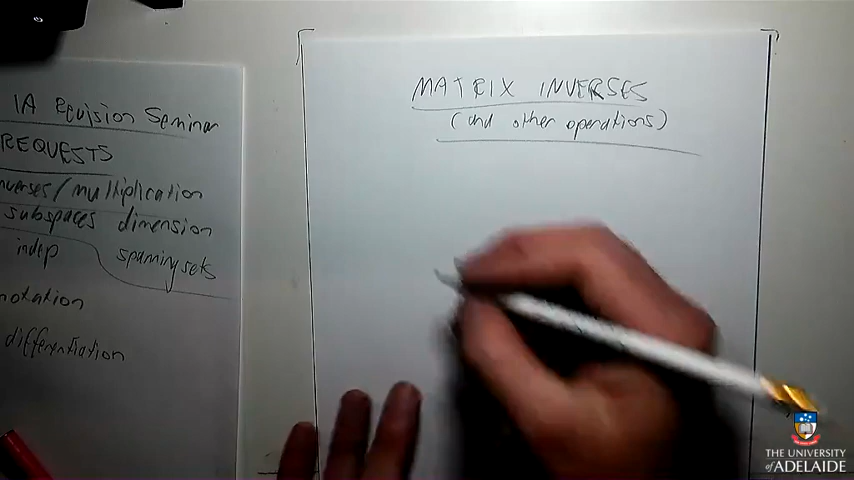 IA Revision Seminar
REQUESTS
nverses/multiplication
subspaces dimension
indep spanning sets
notation
differentiation
MATRIX INVERSES
(and other operations)
THE UNIVERSITY
of ADELAIDE